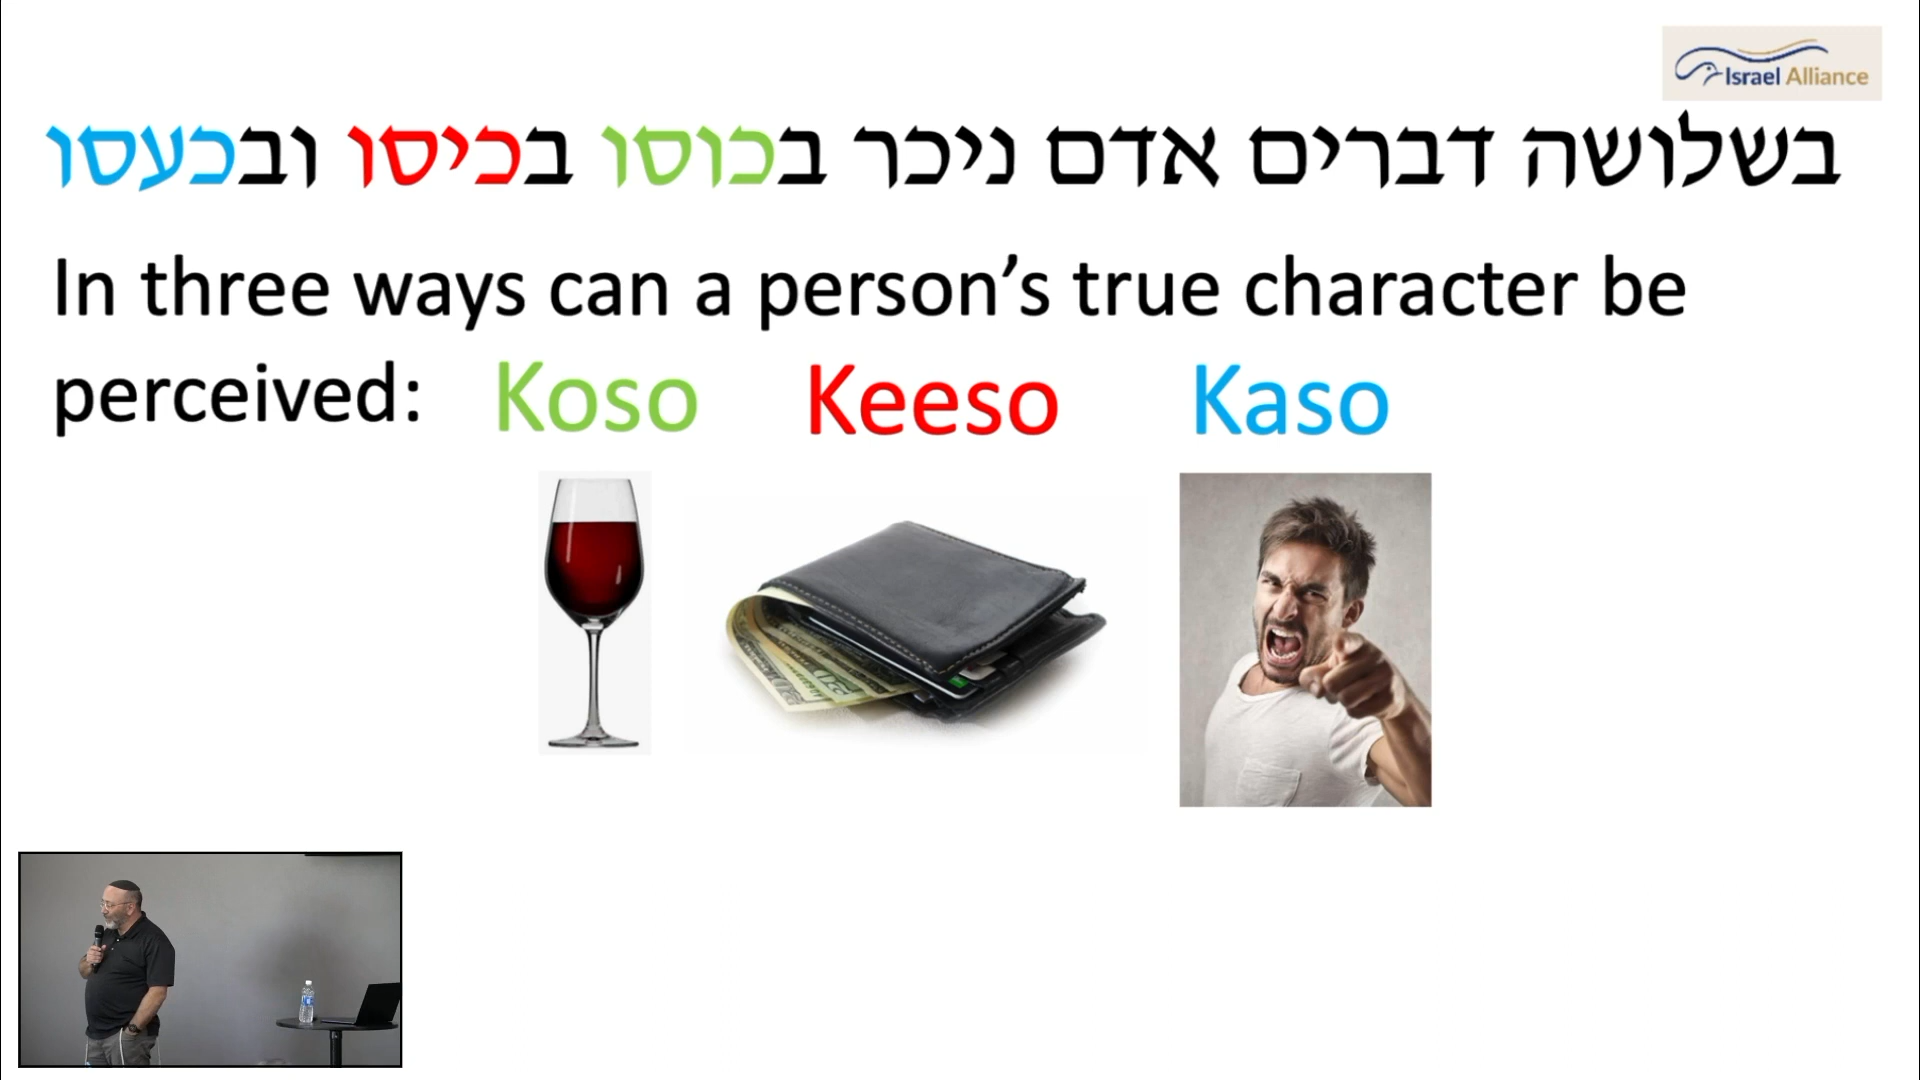 Israel Alliance
בשלושה דברים אדם ניכר בכוסו בכיסו ובכעסו
In three ways can a person’s true character be
perceived: Koso Keeso Kaso